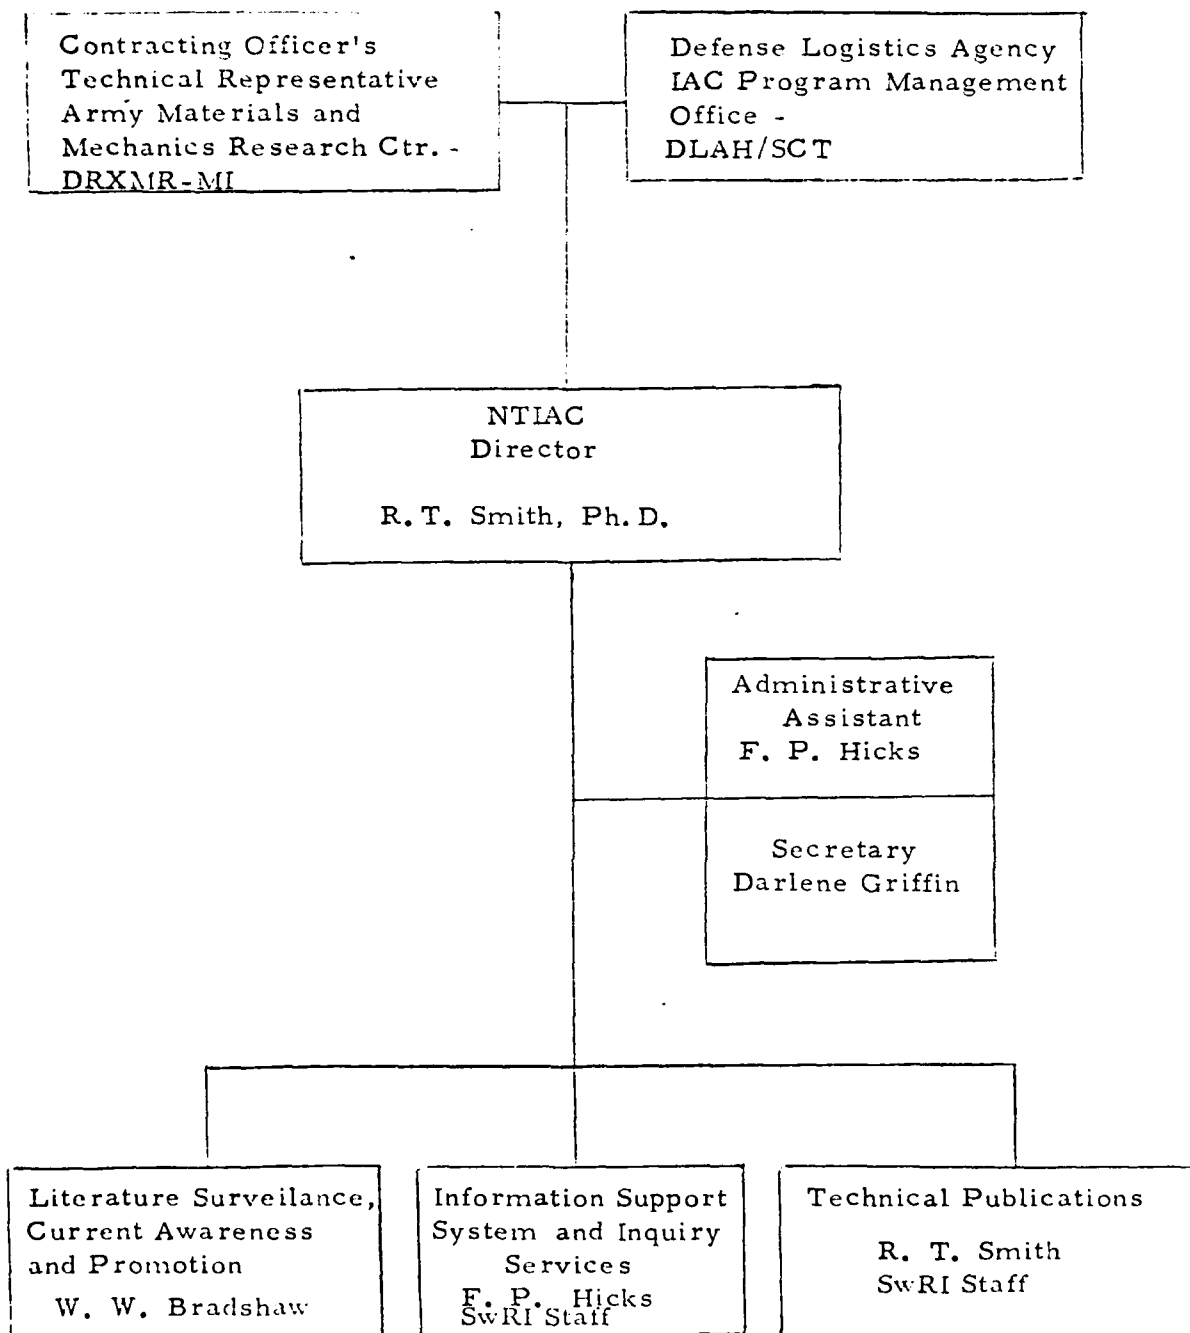 Contracting Officer's
Technical Representative
Army Materials and
Mechanics Research Ctr. -
DRXMR-MI
Defense Logistics Agency
IAC Program Management
Office -
DLAH/SCT
NTIAC
Director
R. T. Smith, Ph. D.
Administrative
Assistant
F. P. Hicks
Secretary
Darlene Griffin
Literature Surveilance,
Current Awareness
and Promotion
W. W. Bradshaw
Information Support
System and Inquiry
Services
F. P. Hicks
SwRI Staff
Technical Publications
R. T. Smith
SwRI Staff